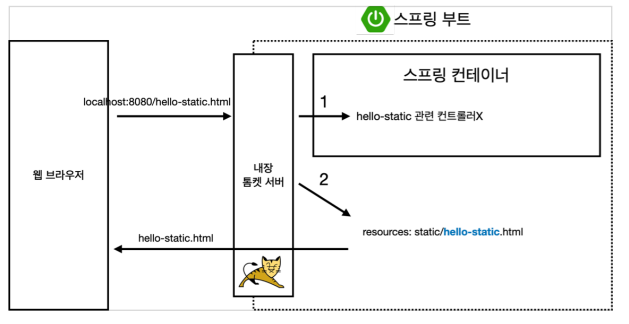 스프링 부트
스프링 컨테이너
localhost:8080/hello-static.html
1
hello-static 관련 컨트롤러X
웹 브라우저
내장
톰켓 서버
2
resources: static/hello-static.html
hello-static.html